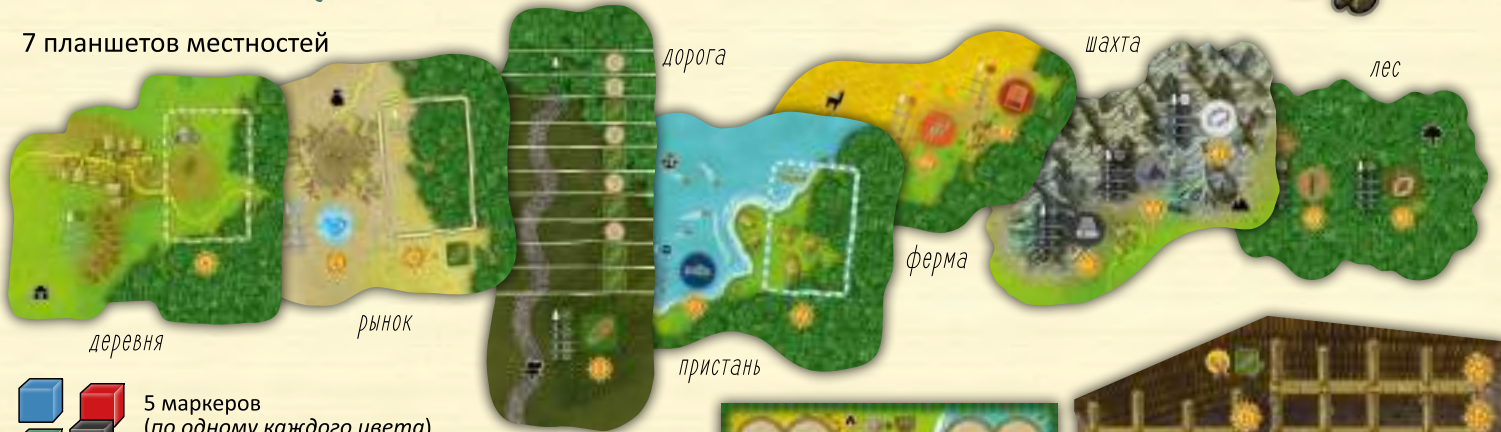 7 планшетов местностей
дорога
шахта
лес
ферма
деревня
рынок
пристань
5 маркеров
(по одному каждого цвета)